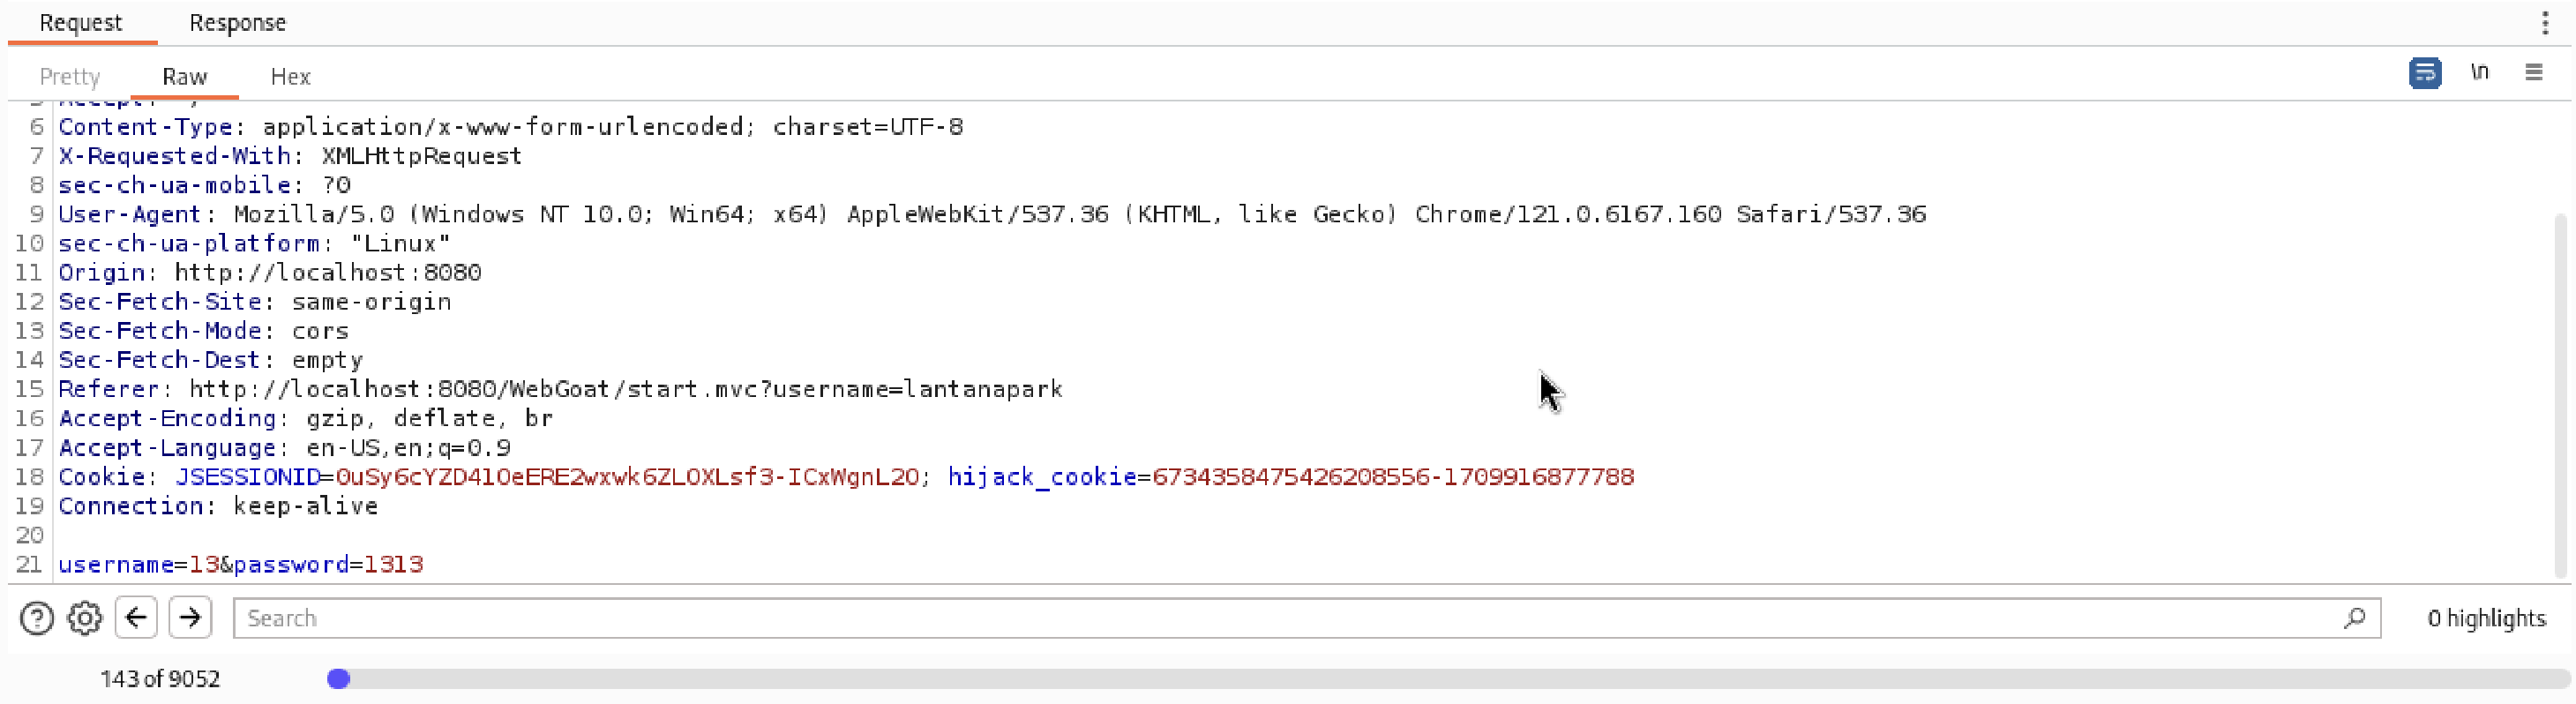 Request Response
Pretty Raw Hex \n
6 Content-Type: application/x-www-form-urlencoded; charset=UTF-8
7 X-Requested-With: XMLHttpRequest
8 sec-ch-ua-mobile: ?0
9 User-Agent: Mozilla/5.0 (Windows NT 10.0; Win64; x64) AppleWebKit/537.36 (KHTML, like Gecko) Chrome/121.0.6167.160 Safari/537.36
10 sec-ch-ua-platform: "Linux"
11 Origin: http://localhost:8080
12 Sec-Fetch-Site: same-origin
13 Sec-Fetch-Mode: cors
14 Sec-Fetch-Dest: empty
15 Referer: http://localhost:8080/WebGoat/start.mvc?username=lantanapark
16 Accept-Encoding: gzip, deflate, br
17 Accept-Language: en-US,en;q=0.9
18 Cookie: JSESSIONID=0uSy6cYZD4lOeERE2wxwk6ZLOXLsf3-ICxWgnL2O; hijack_cookie=6734358475426208556-1709916877788
19 Connection: keep-alive
20
21 username=13&password=1313
Search 0 highlights
143 of 9052